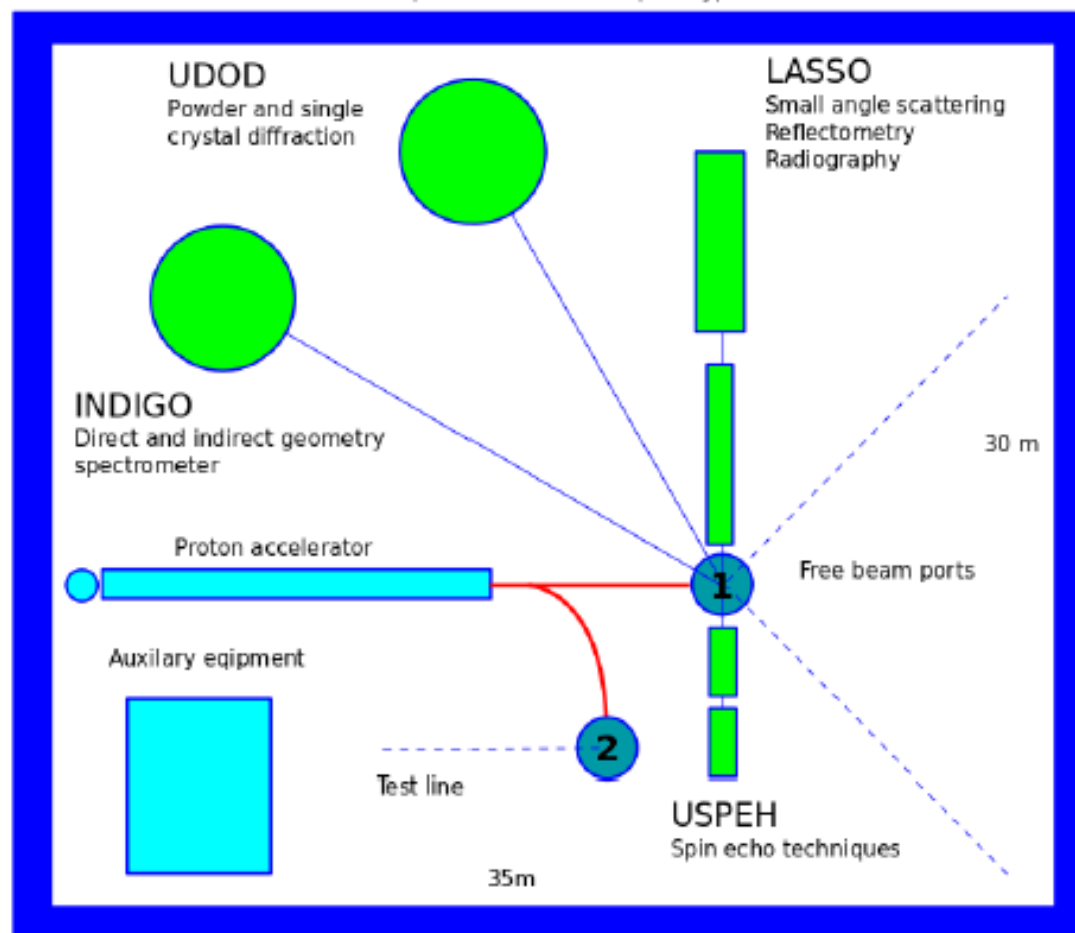 UDOD
Powder and single
crystal diffraction
LASSO
Small angle scattering
Reflectometry
Radiography
INDIGO
Direct and indirect geometry
spectrometer
30 m
Proton accelerator
Free beam ports
1
Auxilary eqipment
2
Test line
USPEH
Spin echo techniques
35m